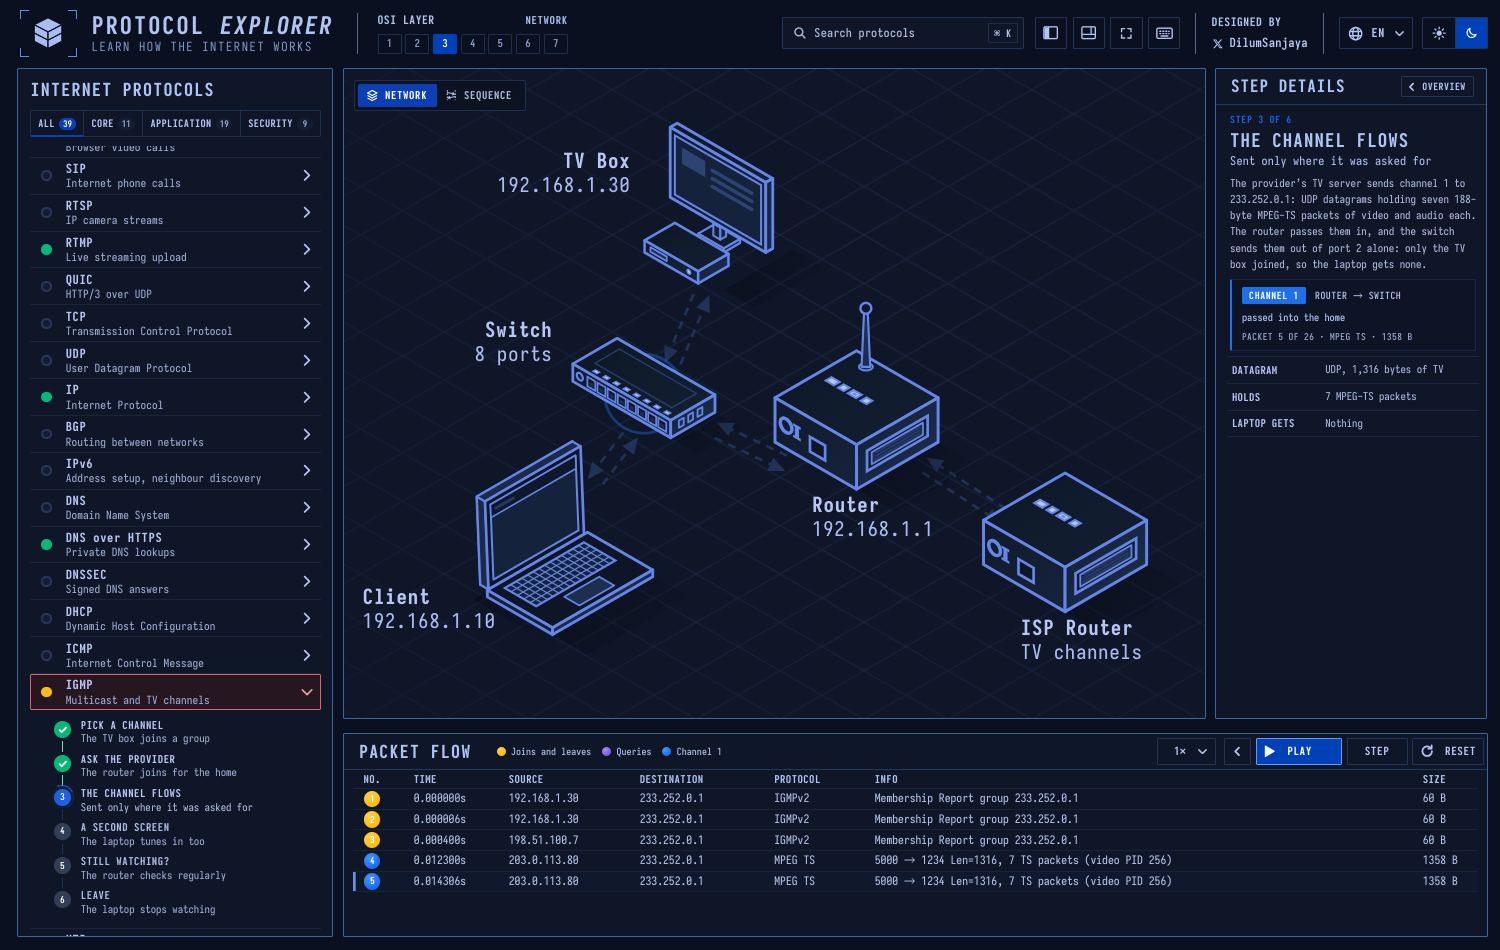 PROTOCOL EXPLORER
LEARN HOW THE INTERNET WORKS
OSI LAYER NETWORK
1 2 3 4 5 6 7
Search protocols ⌘ K
DESIGNED BY
DilumSanjaya
EN
INTERNET PROTOCOLS
ALL 39 CORE 11 APPLICATION 19 SECURITY 9
Browser video calls
SIP
Internet phone calls
RTSP
IP camera streams
RTMP
Live streaming upload
QUIC
HTTP/3 over UDP
TCP
Transmission Control Protocol
UDP
User Datagram Protocol
IP
Internet Protocol
BGP
Routing between networks
IPv6
Address setup, neighbour discovery
DNS
Domain Name System
DNS over HTTPS
Private DNS lookups
DNSSEC
Signed DNS answers
DHCP
Dynamic Host Configuration
ICMP
Internet Control Message
IGMP
Multicast and TV channels
PICK A CHANNEL
The TV box joins a group
ASK THE PROVIDER
The router joins for the home
3 THE CHANNEL FLOWS
Sent only where it was asked for
4 A SECOND SCREEN
The laptop tunes in too
5 STILL WATCHING?
The router checks regularly
6 LEAVE
The laptop stops watching
NETWORK SEQUENCE
TV Box
192.168.1.30
Switch
8 ports
Router
192.168.1.1
Client
192.168.1.10
ISP Router
TV channels
STEP DETAILS OVERVIEW
STEP 3 OF 6
THE CHANNEL FLOWS
Sent only where it was asked for
The provider's TV server sends channel 1 to
233.252.0.1: UDP datagrams holding seven 188-
byte MPEG-TS packets of video and audio each.
The router passes them in, and the switch
sends them out of port 2 alone: only the TV
box joined, so the laptop gets none.
CHANNEL 1 ROUTER → SWITCH
passed into the home
PACKET 5 OF 26 · MPEG TS · 1358 B
DATAGRAM UDP, 1,316 bytes of TV
HOLDS 7 MPEG-TS packets
LAPTOP GETS Nothing
PACKET FLOW Joins and leaves Queries Channel 1 1× PLAY STEP RESET
NO. TIME SOURCE DESTINATION PROTOCOL INFO SIZE
1 0.000000s 192.168.1.30 233.252.0.1 IGMPv2 Membership Report group 233.252.0.1 60 B
2 0.000006s 192.168.1.30 233.252.0.1 IGMPv2 Membership Report group 233.252.0.1 60 B
3 0.000400s 198.51.100.7 233.252.0.1 IGMPv2 Membership Report group 233.252.0.1 60 B
4 0.012300s 203.0.113.80 233.252.0.1 MPEG TS 5000 → 1234 Len=1316, 7 TS packets (video PID 256) 1358 B
5 0.014306s 203.0.113.80 233.252.0.1 MPEG TS 5000 → 1234 Len=1316, 7 TS packets (video PID 256) 1358 B